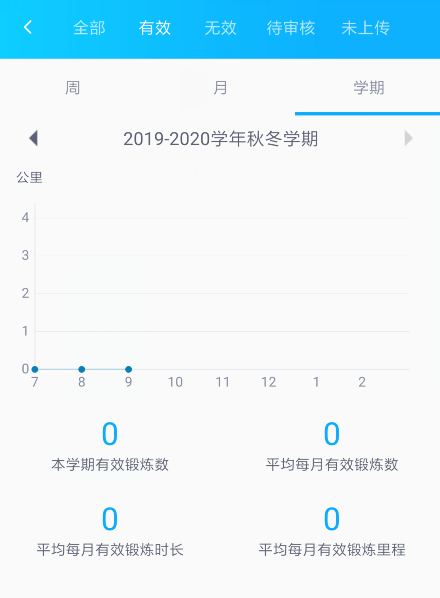 全部 有效 无效 待审核 未上传
周 月 学期
2019-2020学年秋冬学期
公里
4
3
2
1
0
7 8 9 10 11 12 1 2
0 0
本学期有效锻炼数 平均每月有效锻炼数
0 0
平均每月有效锻炼时长 平均每月有效锻炼里程